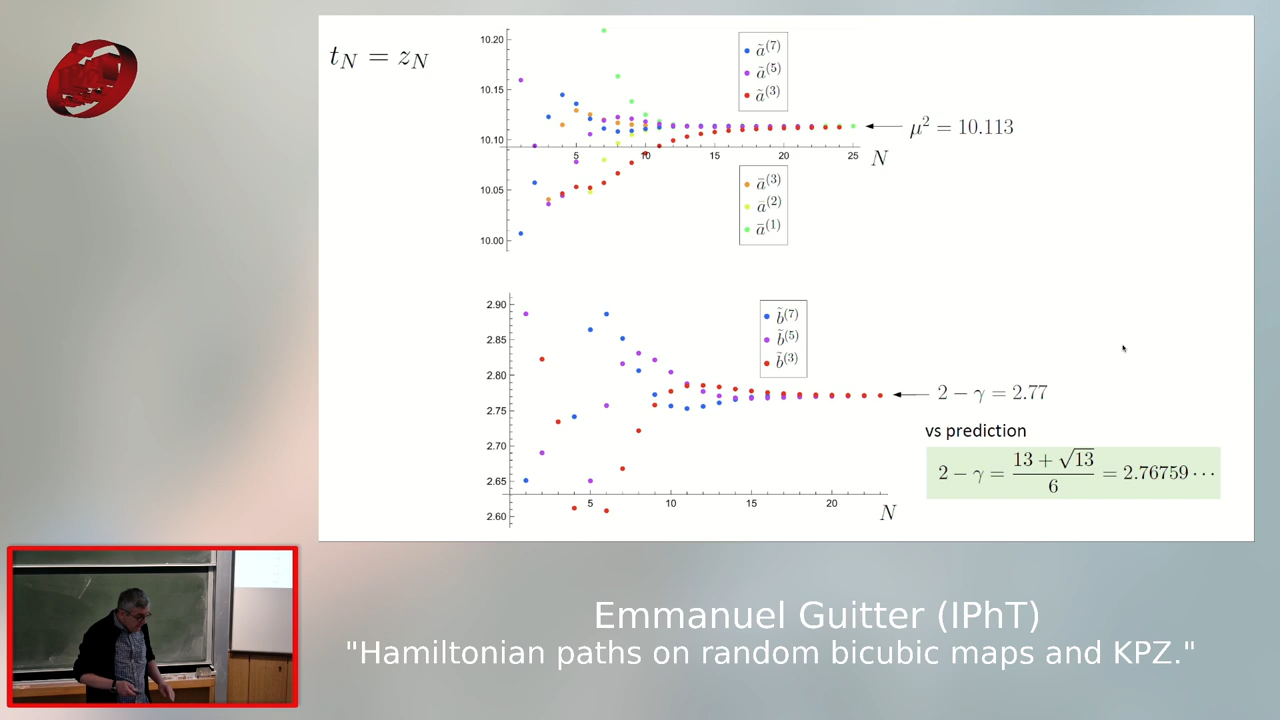 t_N = z_N
10.20
10.15
10.10
10.05
10.00
5
10
15
20
25
N
ã^(7)
ã^(5)
ã^(3)
ā^(3)
ā^(2)
ā^(1)
μ² = 10.113
2.90
2.85
2.80
2.75
2.70
2.65
2.60
5
10
15
20
N
b̃^(7)
b̃^(5)
b̃^(3)
2 − γ = 2.77
vs prediction
2 − γ = (13 + √13)/6 = 2.76759⋯
Emmanuel Guitter (IPhT)
"Hamiltonian paths on random bicubic maps and KPZ."